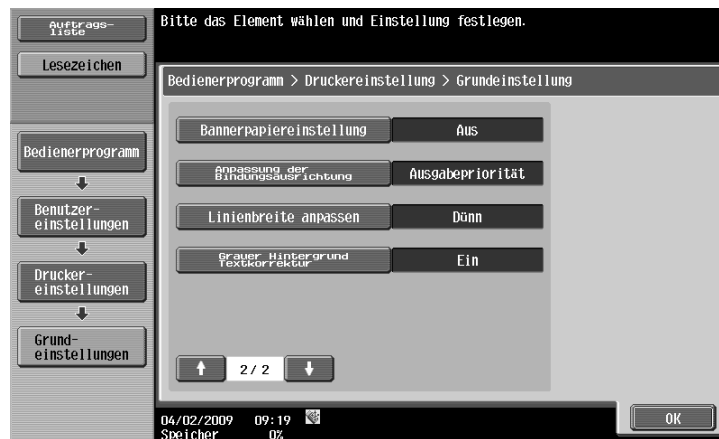 Auftrags-
liste
Lesezeichen
Bedienerprogramm
Benutzer-
einstellungen
Drucker-
einstellungen
Grund-
einstellungen
Bitte das Element wählen und Einstellung festlegen.
Bedienerprogramm > Druckereinstellung > Grundeinstellung
Bannerpapiereinstellung Aus
Anpassung der
Bindungsausrichtung Ausgabepriorität
Linienbreite anpassen Dünn
Grauer Hintergrund
Textkorrektur Ein
2/ 2
04/02/2009 09:19
Speicher 0%
OK